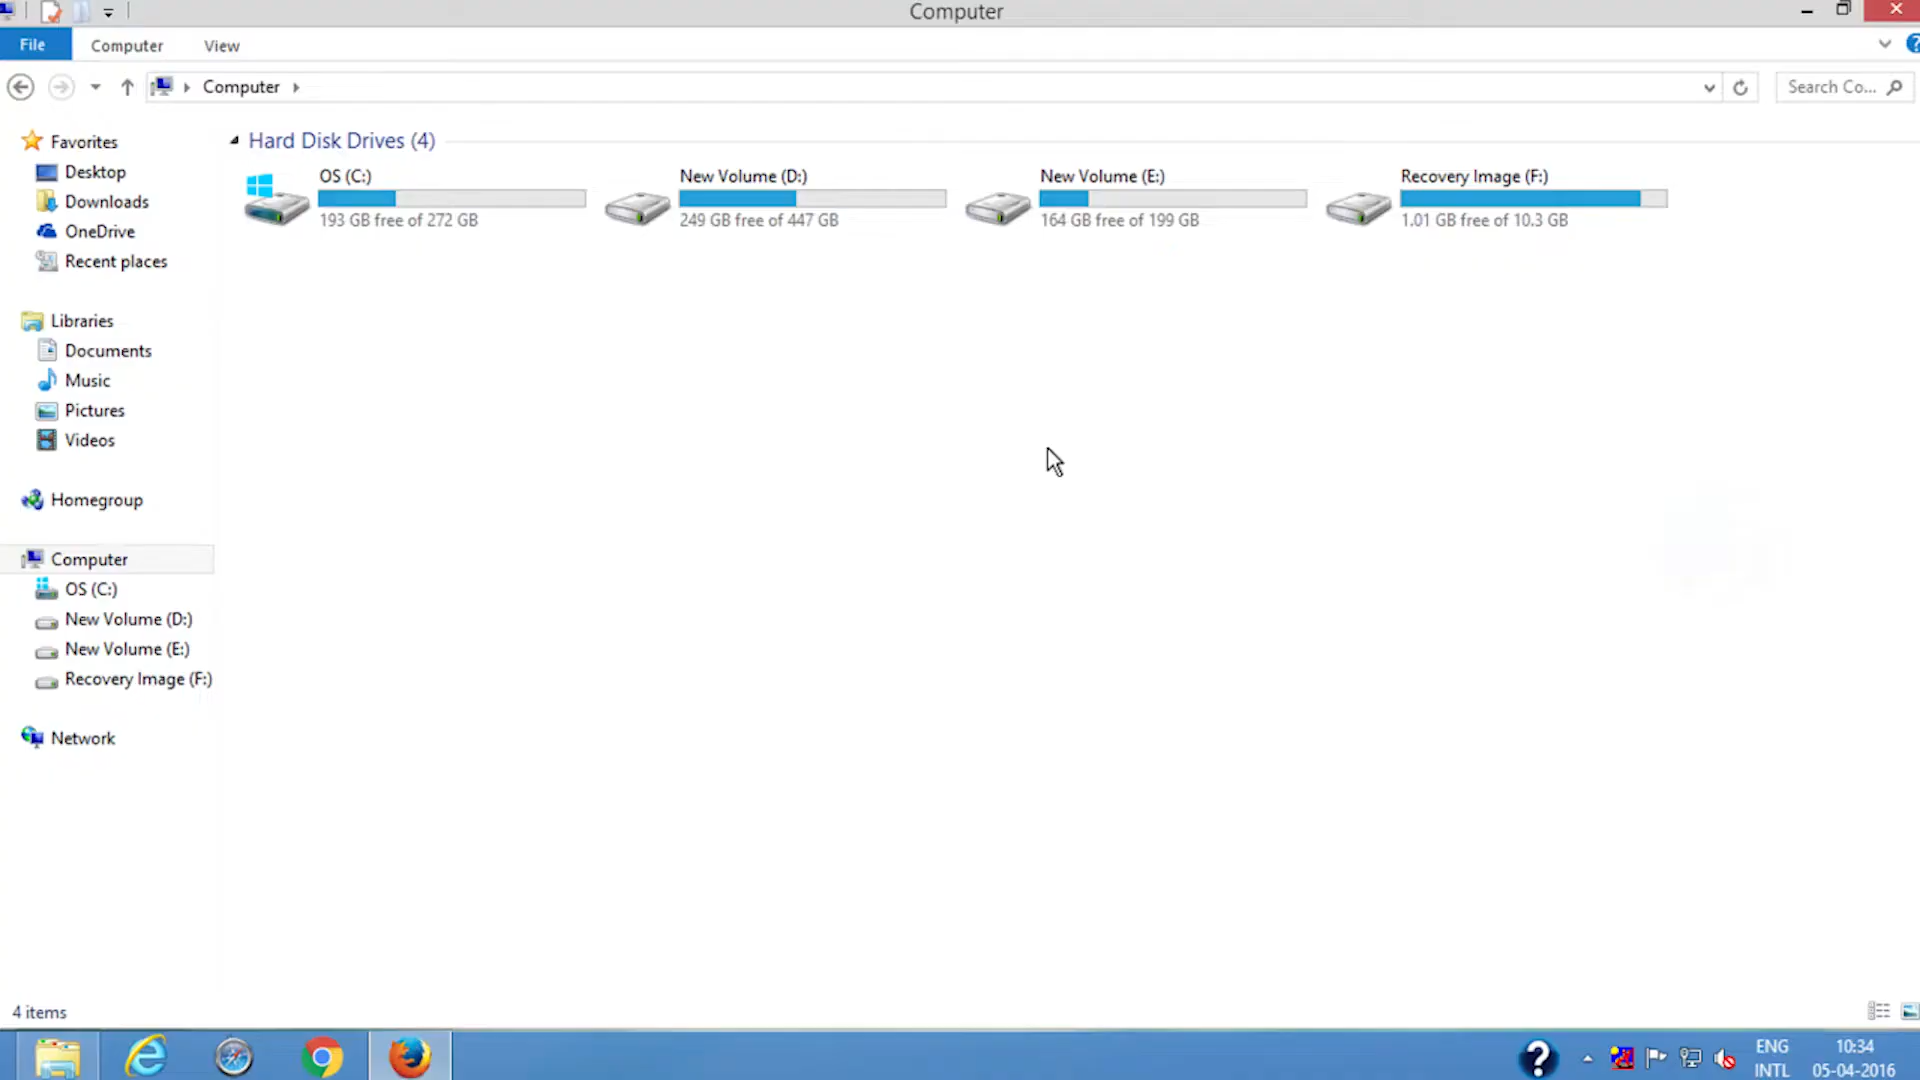 Computer
File
Computer
View
Computer
Search Co...
Favorites
Desktop
Downloads
OneDrive
Recent places
Libraries
Documents
Music
Pictures
Videos
Homegroup
Computer
OS (C:)
New Volume (D:)
New Volume (E:)
Recovery Image (F:)
Network
Hard Disk Drives (4)
OS (C:)
193 GB free of 272 GB
New Volume (D:)
249 GB free of 447 GB
New Volume (E:)
164 GB free of 199 GB
Recovery Image (F:)
1.01 GB free of 10.3 GB
4 items
ENG
INTL
10:34
05-04-2016